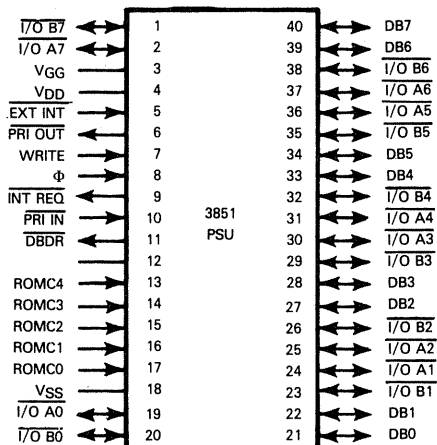 I/O B7 1 40 DB7
I/O A7 2 39 DB6
VGG 3 38 I/O B6
VDD 4 37 I/O A6
EXT INT 5 36 I/O A5
PRI OUT 6 35 I/O B5
WRITE 7 34 DB5
Φ 8 33 DB4
INT REQ 9 32 I/O B4
PRI IN 10 3851 31 I/O A4
DBDR 11 PSU 30 I/O A3
12 29 I/O B3
ROMC4 13 28 DB3
ROMC3 14 27 DB2
ROMC2 15 26 I/O B2
ROMC1 16 25 I/O A2
ROMC0 17 24 I/O A1
VSS 18 23 I/O B1
I/O A0 19 22 DB1
I/O B0 20 21 DB0